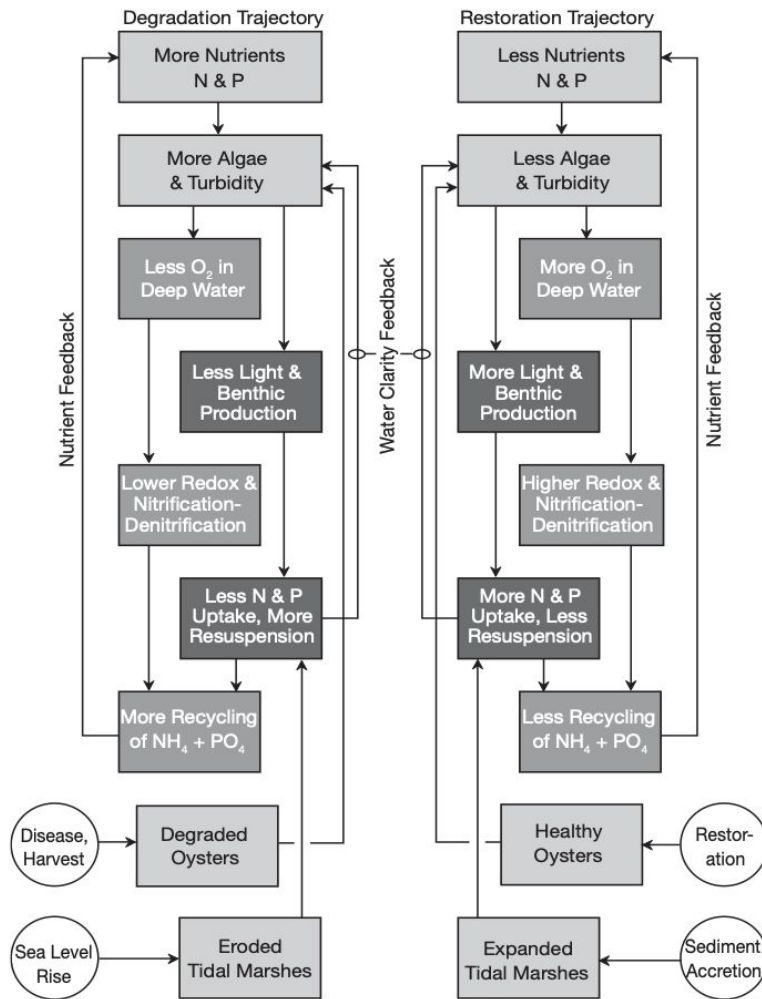 Degradation Trajectory
More Nutrients
N & P
More Algae
& Turbidity
Less O₂ in
Deep Water
Less Light &
Benthic
Production
Lower Redox &
Nitrification-
Denitrification
Less N & P
Uptake, More
Resuspension
More Recycling
of NH₄ + PO₄
Nutrient Feedback
Disease,
Harvest
Degraded
Oysters
Sea Level
Rise
Eroded
Tidal Marshes
Water Clarity Feedback
Restoration Trajectory
Less Nutrients
N & P
Less Algae
& Turbidity
More O₂ in
Deep Water
More Light &
Benthic
Production
Higher Redox &
Nitrification-
Denitrification
More N & P
Uptake, Less
Resuspension
Less Recycling
of NH₄ + PO₄
Nutrient Feedback
Healthy
Oysters
Restor-
ation
Expanded
Tidal Marshes
Sediment
Accretion